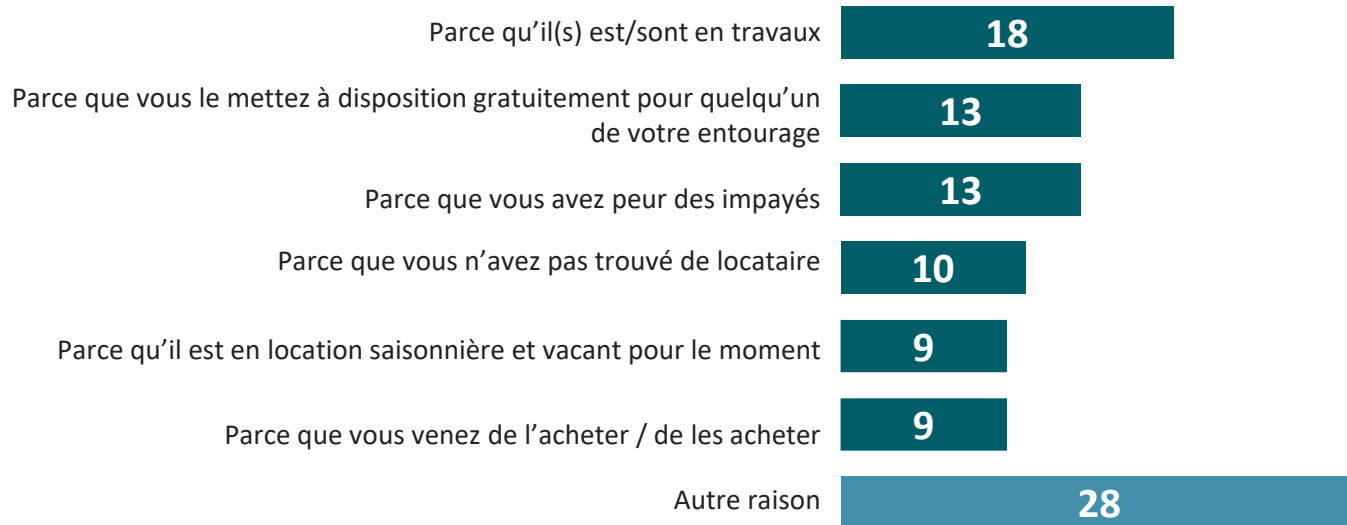 Parce qu’il(s) est/sont en travaux
18
Parce que vous le mettez à disposition gratuitement pour quelqu’un
de votre entourage
13
Parce que vous avez peur des impayés
13
Parce que vous n’avez pas trouvé de locataire
10
Parce qu’il est en location saisonnière et vacant pour le moment
9
Parce que vous venez de l’acheter / de les acheter
9
Autre raison
28